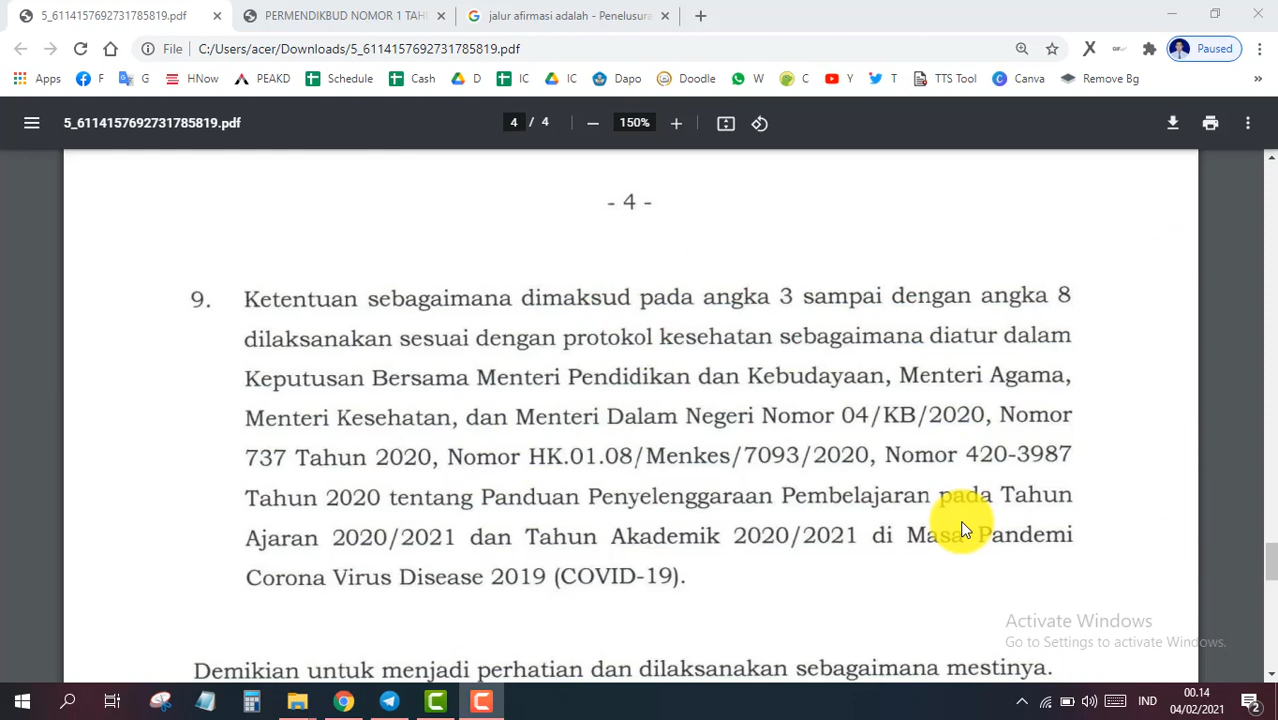 5_6114157692731785819.pdf
PERMENDIKBUD NOMOR 1 TAHU
jalur afirmasi adalah - Penelusura
File C:/Users/acer/Downloads/5_6114157692731785819.pdf
Paused
Apps F G HNow PEAKD Schedule Cash D IC IC Dapo Doodle W C Y T TTS Tool Canva Remove Bg »
5_6114157692731785819.pdf 4 / 4 150%
- 4 -
9. Ketentuan sebagaimana dimaksud pada angka 3 sampai dengan angka 8
dilaksanakan sesuai dengan protokol kesehatan sebagaimana diatur dalam
Keputusan Bersama Menteri Pendidikan dan Kebudayaan, Menteri Agama,
Menteri Kesehatan, dan Menteri Dalam Negeri Nomor 04/KB/2020, Nomor
737 Tahun 2020, Nomor HK.01.08/Menkes/7093/2020, Nomor 420-3987
Tahun 2020 tentang Panduan Penyelenggaraan Pembelajaran pada Tahun
Ajaran 2020/2021 dan Tahun Akademik 2020/2021 di Masa Pandemi
Corona Virus Disease 2019 (COVID-19).
Activate Windows
Go to Settings to activate Windows.
Demikian untuk menjadi perhatian dan dilaksanakan sebagaimana mestinya.
IND
00.14
04/02/2021
2